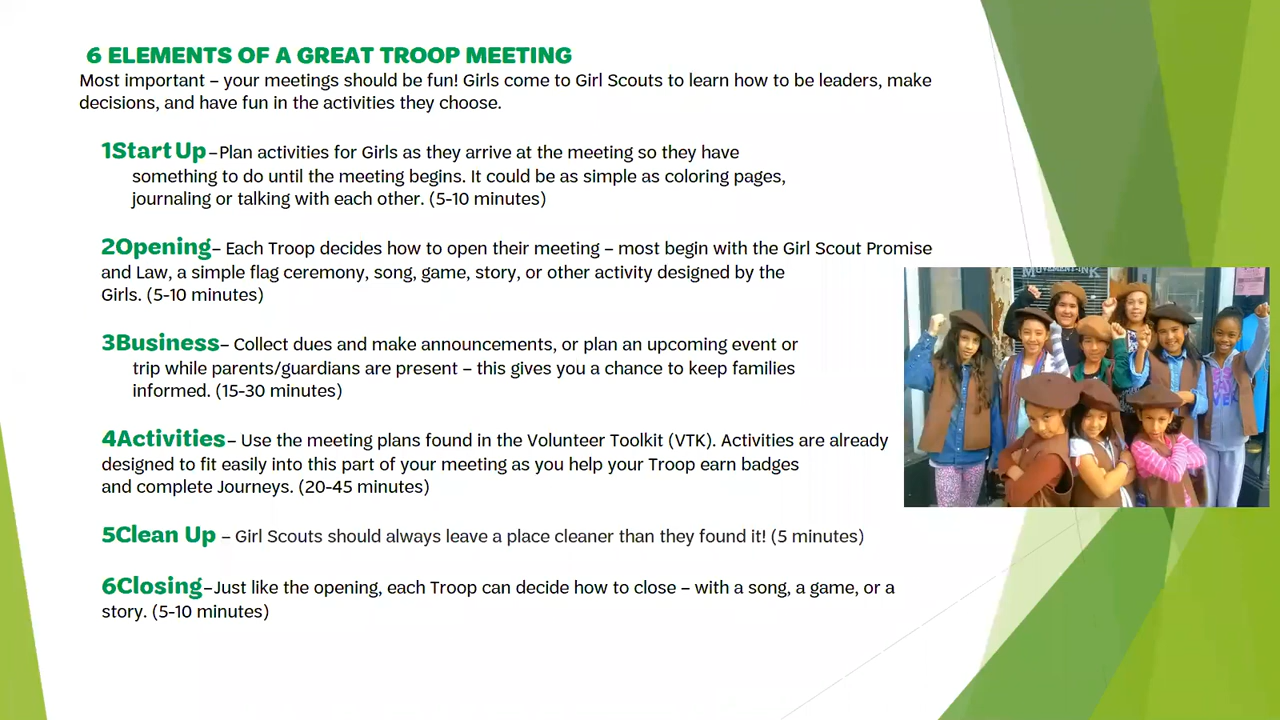 6 ELEMENTS OF A GREAT TROOP MEETING
Most important – your meetings should be fun! Girls come to Girl Scouts to learn how to be leaders, make
decisions, and have fun in the activities they choose.
1Start Up –Plan activities for Girls as they arrive at the meeting so they have
something to do until the meeting begins. It could be as simple as coloring pages,
journaling or talking with each other. (5-10 minutes)
2Opening– Each Troop decides how to open their meeting – most begin with the Girl Scout Promise
and Law, a simple flag ceremony, song, game, story, or other activity designed by the
Girls. (5-10 minutes)
3Business– Collect dues and make announcements, or plan an upcoming event or
trip while parents/guardians are present – this gives you a chance to keep families
informed. (15-30 minutes)
4Activities– Use the meeting plans found in the Volunteer Toolkit (VTK). Activities are already
designed to fit easily into this part of your meeting as you help your Troop earn badges
and complete Journeys. (20-45 minutes)
5Clean Up – Girl Scouts should always leave a place cleaner than they found it! (5 minutes)
6Closing–Just like the opening, each Troop can decide how to close – with a song, a game, or a
story. (5-10 minutes)
MOVEMENT-INK